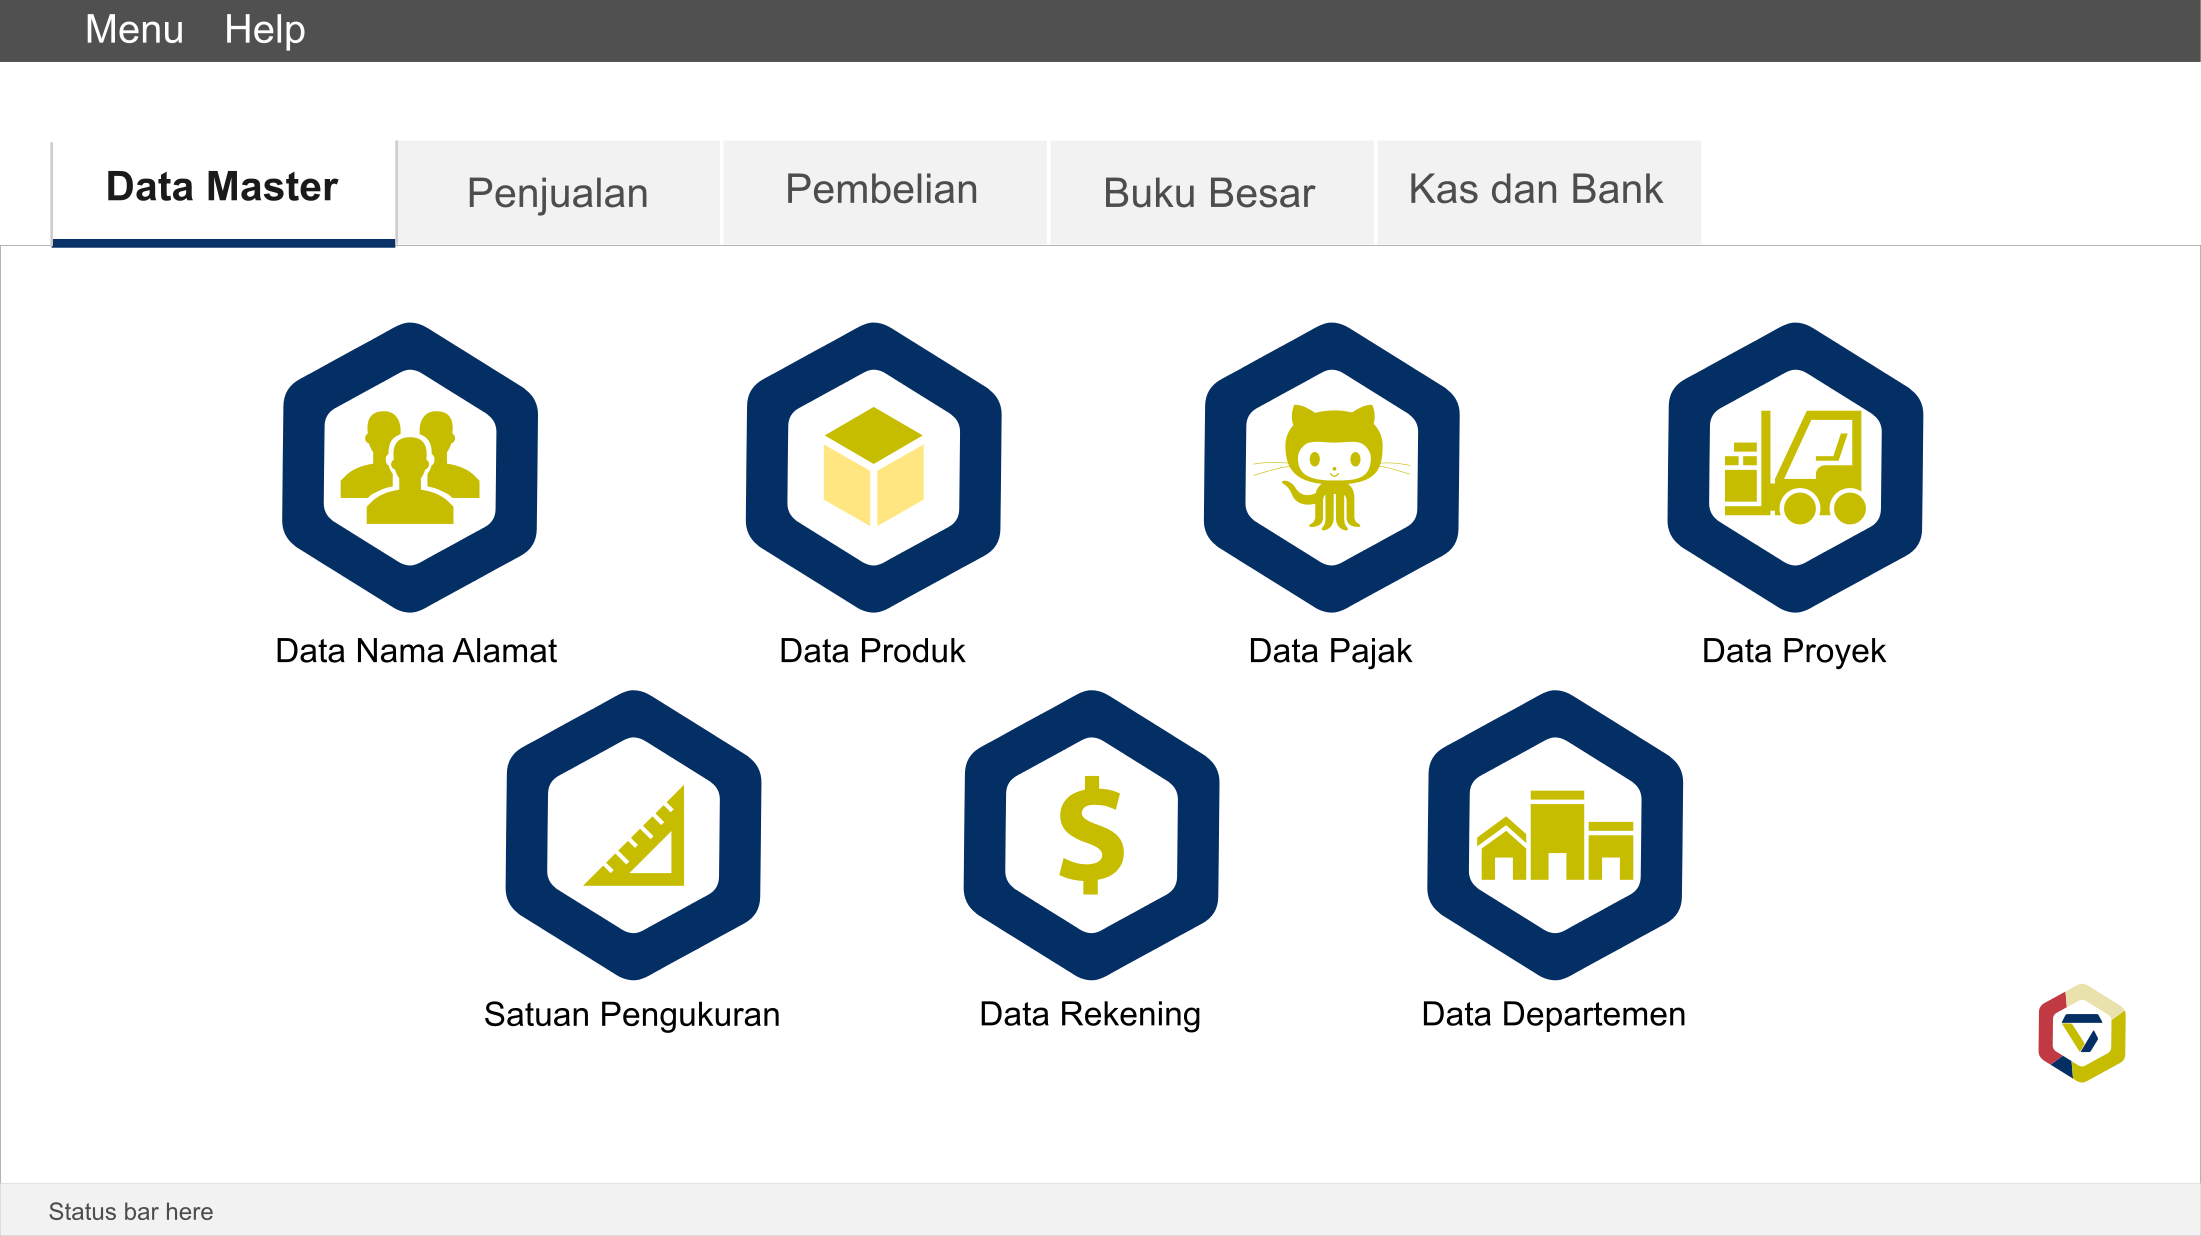 Menu Help
Data Master Penjualan Pembelian Buku Besar Kas dan Bank
Data Nama Alamat Data Produk Data Pajak Data Proyek
Satuan Pengukuran Data Rekening Data Departemen
Status bar here